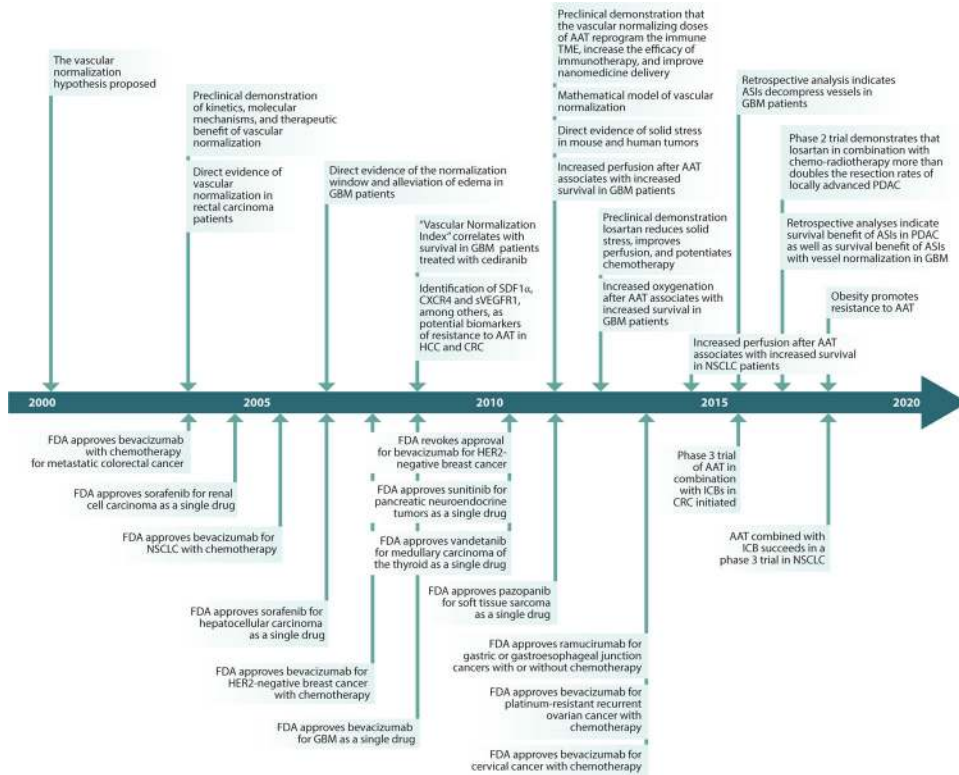 The vascular
normalization
hypothesis proposed
Preclinical demonstration
of kinetics, molecular
mechanisms, and therapeutic
benefit of vascular
normalization
Direct evidence of
vascular
normalization in
rectal carcinoma
patients
Direct evidence of the normalization
window and alleviation of edema in
GBM patients
"Vascular Normalization
Index" correlates with
survival in GBM patients
treated with cediranib
Identification of SDF1α,
CXCR4 and sVEGFR1,
among others, as
potential biomarkers
of resistance to AAT in
HCC and CRC
Preclinical demonstration that
the vascular normalizing doses
of AAT reprogram the immune
TME, increase the efficacy of
immunotherapy, and improve
nanomedicine delivery
Mathematical model of vascular
normalization
Direct evidence of solid stress
in mouse and human tumors
Increased perfusion after AAT
associates with increased
survival in GBM patients
Preclinical demonstration
losartan reduces solid
stress, improves
perfusion, and potentiates
chemotherapy
Increased oxygenation
after AAT associates with
increased survival in
GBM patients
Increased perfusion after AAT
associates with increased survival
in NSCLC patients
Retrospective analysis indicates
ASIs decompress vessels in
GBM patients
Phase 2 trial demonstrates that
losartan in combination with
chemo-radiotherapy more than
doubles the resection rates of
locally advanced PDAC
Retrospective analyses indicate
survival benefit of ASIs in PDAC
as well as survival benefit of ASIs
with vessel normalization in GBM
Obesity promotes
resistance to AAT
2000 2005 2010 2015 2020
FDA approves bevacizumab
with chemotherapy
for metastatic colorectal cancer
FDA approves sorafenib for renal
cell carcinoma as a single drug
FDA approves bevacizumab for
NSCLC with chemotherapy
FDA approves sorafenib for
hepatocellular carcinoma
as a single drug
FDA approves bevacizumab for
HER2-negative breast cancer
with chemotherapy
FDA approves bevacizumab
for GBM as a single drug
FDA revokes approval
for bevacizumab for HER2-
negative breast cancer
FDA approves sunitinib for
pancreatic neuroendocrine
tumors as a single drug
FDA approves vandetanib
for medullary carcinoma of
the thyroid as a single drug
FDA approves pazopanib
for soft tissue sarcoma
as a single drug
FDA approves ramucirumab for
gastric or gastroesophageal junction
cancers with or without chemotherapy
FDA approves bevacizumab for
platinum-resistant recurrent
ovarian cancer with
chemotherapy
FDA approves bevacizumab for
cervical cancer with chemotherapy
Phase 3 trial
of AAT in
combination
with ICBs in
CRC initiated
AAT combined with
ICB succeeds in a
phase 3 trial in NSCLC